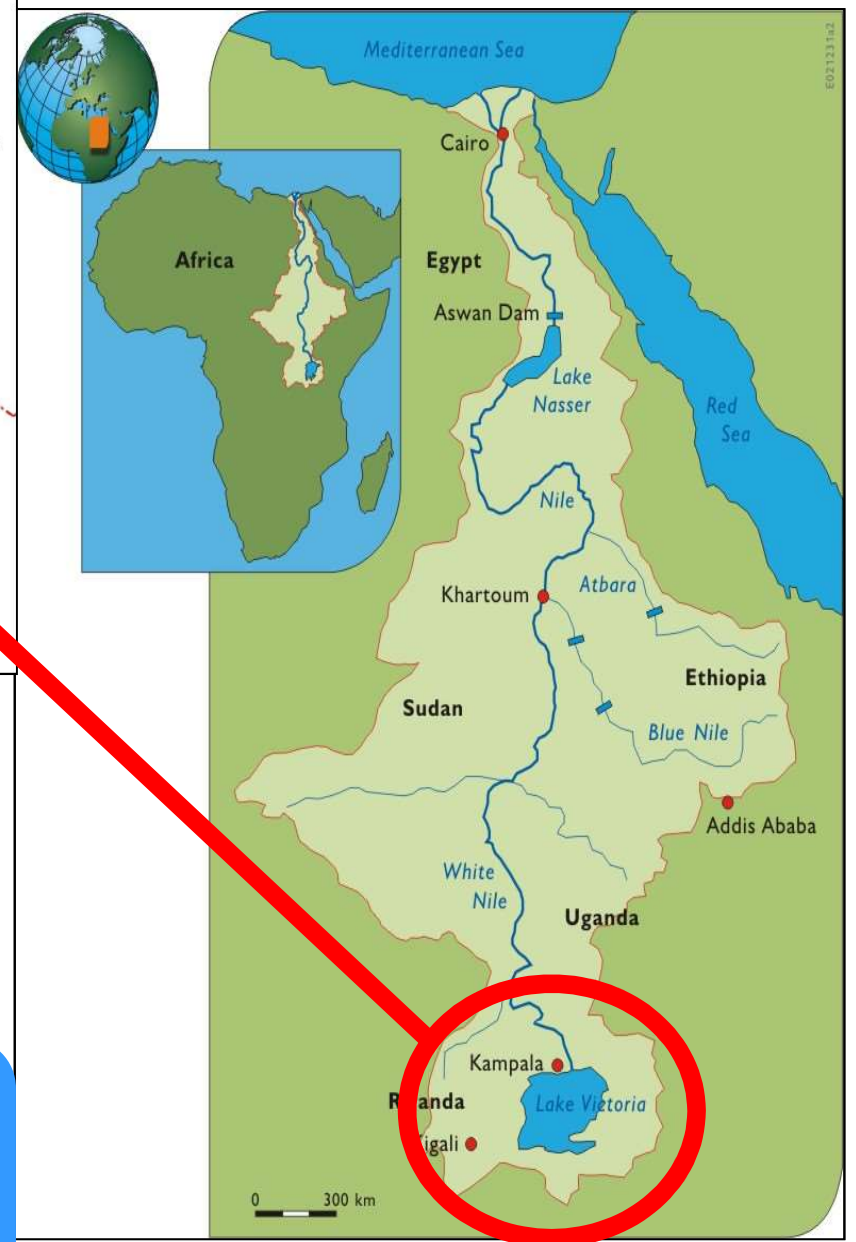 Mediterranean Sea
E021231a2
Cairo
Africa
Egypt
Aswan Dam
Lake
Nasser
Red
Sea
Nile
Khartoum
Atbara
Ethiopia
Sudan
Blue Nile
Addis Ababa
White
Nile
Uganda
Kampala
Lake Victoria
0 300 km